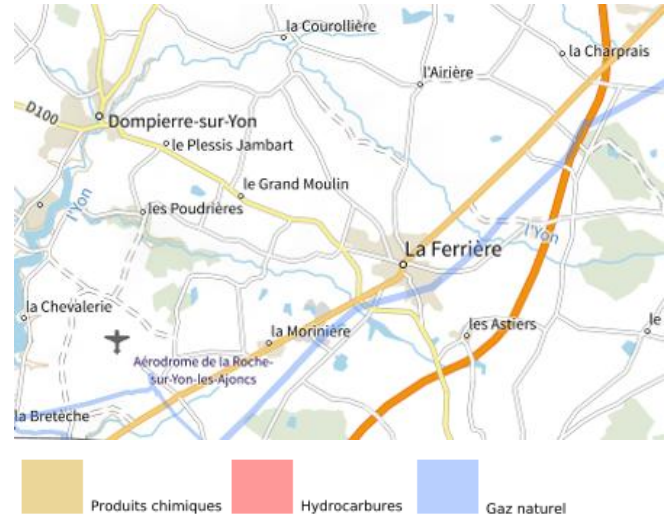 la Courollière
la Charprais
l'Airière
D100
Dompierre-sur-Yon
le Plessis Jambart
le Grand Moulin
l'Yon
les Poudrières
l'Yon
La Ferrière
la Chevalerie
la Morinière
les Astiers
le
Aérodrome de la Roche-
sur-Yon-les-Ajoncs
la Bretèche
Produits chimiques
Hydrocarbures
Gaz naturel